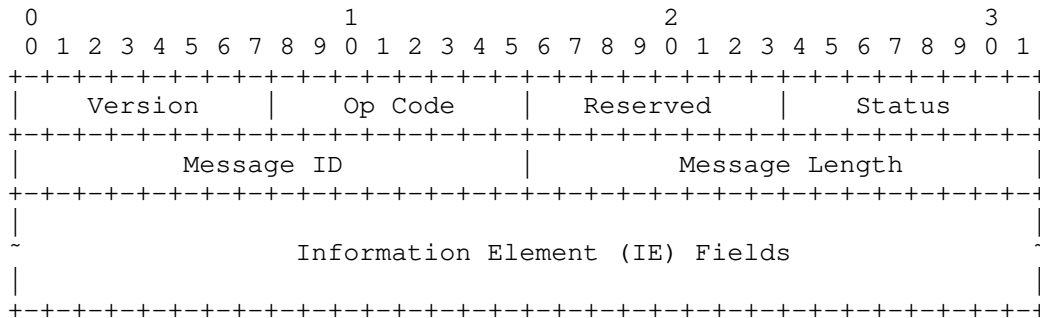 0                   1                   2                   3
 0 1 2 3 4 5 6 7 8 9 0 1 2 3 4 5 6 7 8 9 0 1 2 3 4 5 6 7 8 9 0 1
+-+-+-+-+-+-+-+-+-+-+-+-+-+-+-+-+-+-+-+-+-+-+-+-+-+-+-+-+-+-+-+-+
|    Version    |    Op Code    |   Reserved    |    Status     |
+-+-+-+-+-+-+-+-+-+-+-+-+-+-+-+-+-+-+-+-+-+-+-+-+-+-+-+-+-+-+-+-+
|          Message ID           |         Message Length        |
+-+-+-+-+-+-+-+-+-+-+-+-+-+-+-+-+-+-+-+-+-+-+-+-+-+-+-+-+-+-+-+-+
|                                                               |
~                 Information Element (IE) Fields               ~
|                                                               |
+-+-+-+-+-+-+-+-+-+-+-+-+-+-+-+-+-+-+-+-+-+-+-+-+-+-+-+-+-+-+-+-+